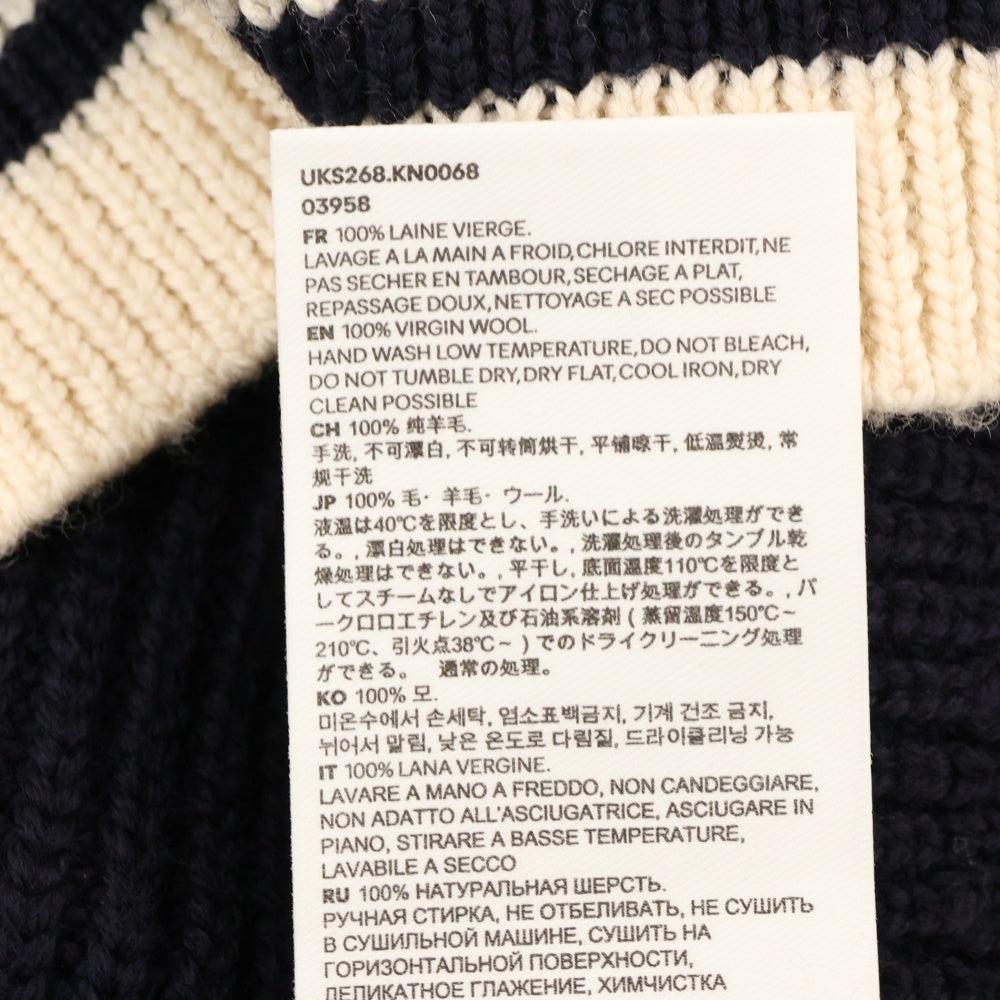 UKS268.KN0068
03958
FR 100% LAINE VIERGE.
LAVAGE A LA MAIN A FROID, CHLORE INTERDIT, NE
PAS SECHER EN TAMBOUR, SECHAGE A PLAT,
REPASSAGE DOUX, NETTOYAGE A SEC POSSIBLE
EN 100% VIRGIN WOOL.
HAND WASH LOW TEMPERATURE, DO NOT BLEACH,
DO NOT TUMBLE DRY, DRY FLAT, COOL IRON, DRY
CLEAN POSSIBLE
CH 100% 纯羊毛.
手洗, 不可漂白, 不可转筒烘干, 平铺晾干, 低温熨烫, 常
规干洗
JP 100% 毛・羊毛・ウール.
液温は40℃を限度とし、手洗いによる洗濯処理ができ
る。, 漂白処理はできない。, 洗濯処理後のタンブル乾
燥処理はできない。, 平干し, 底面温度110℃を限度と
してスチームなしでアイロン仕上げ処理ができる。, パ
ークロロエチレン及び石油系溶剤（蒸留温度150℃～
210℃、引火点38℃～）でのドライクリーニング処理
ができる。 通常の処理。
KO 100% 모.
미온수에서 손세탁, 염소표백금지, 기계 건조 금지,
뉘어서 말림, 낮은 온도로 다림질, 드라이클리닝 가능
IT 100% LANA VERGINE.
LAVARE A MANO A FREDDO, NON CANDEGGIARE,
NON ADATTO ALL'ASCIUGATRICE, ASCIUGARE IN
PIANO, STIRARE A BASSE TEMPERATURE,
LAVABILE A SECCO
RU 100% НАТУРАЛЬНАЯ ШЕРСТЬ.
РУЧНАЯ СТИРКА, НЕ ОТБЕЛИВАТЬ, НЕ СУШИТЬ
В СУШИЛЬНОЙ МАШИНЕ, СУШИТЬ НА
ГОРИЗОНТАЛЬНОЙ ПОВЕРХНОСТИ,
ДЕЛИКАТНОЕ ГЛАЖЕНИЕ, ХИМЧИСТКА